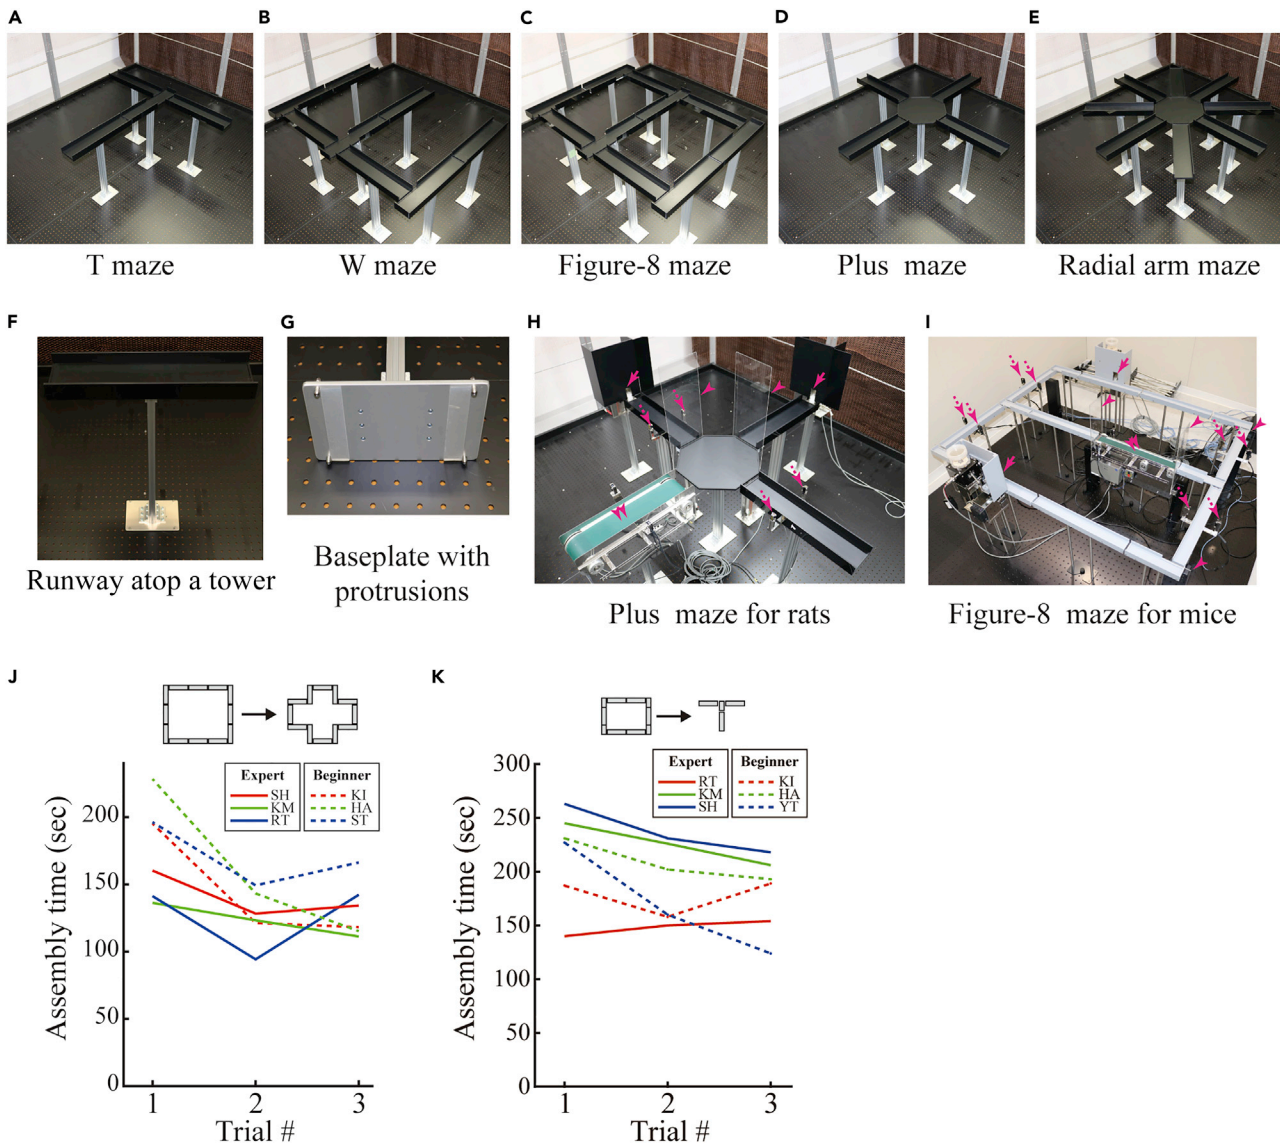 A
B
C
D
E
T maze
W maze
Figure-8 maze
Plus maze
Radial arm maze
F
G
H
I
Runway atop a tower
Baseplate with
protrusions
Plus maze for rats
Figure-8 maze for mice
J
Expert
SH
KM
RT
Beginner
KI
HA
ST
Assembly time (sec)
200
150
100
50
0
1 2 3
Trial #
K
Expert
RT
KM
SH
Beginner
KI
HA
YT
Assembly time (sec)
300
250
200
150
100
50
0
1 2 3
Trial #